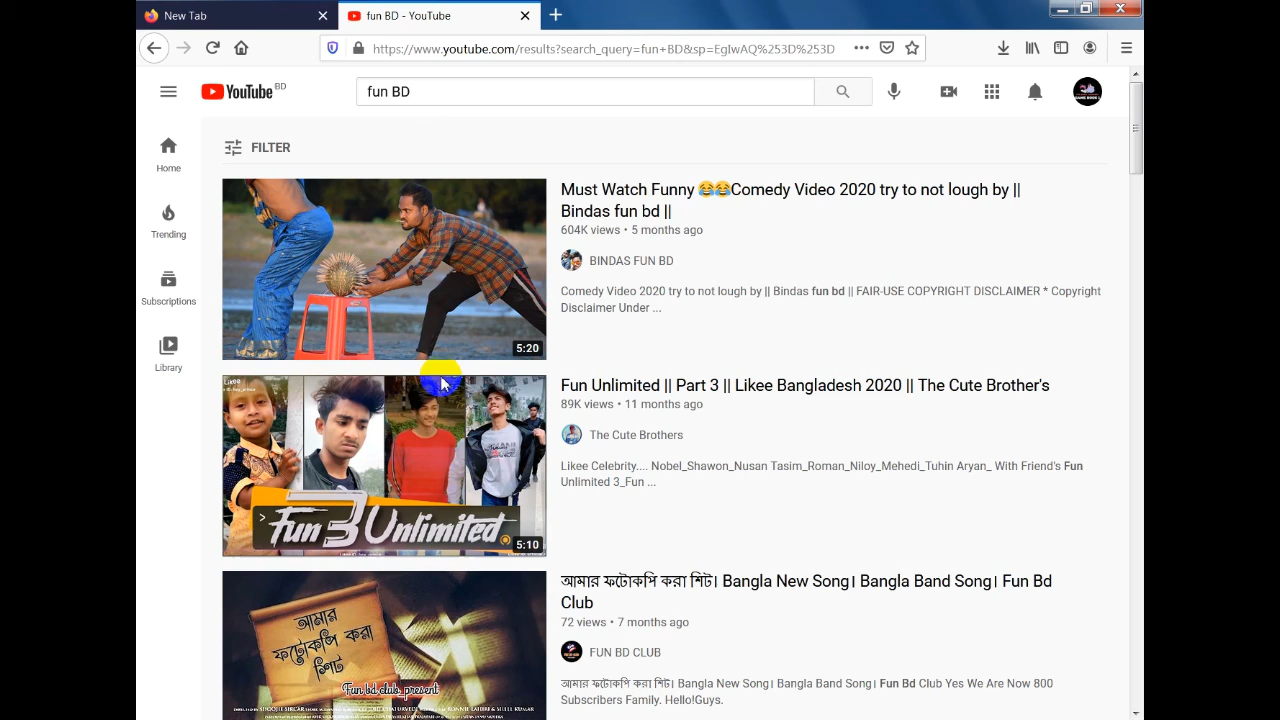 New Tab
fun BD - YouTube
https://www.youtube.com/results?search_query=fun+BD&sp=EgIwAQ%253D%253D
YouTube BD
fun BD
Home
Trending
Subscriptions
Library
FILTER
5:20
Must Watch Funny 😂😂Comedy Video 2020 try to not lough by ||
Bindas fun bd ||
604K views • 5 months ago
BINDAS FUN BD
Comedy Video 2020 try to not lough by || Bindas fun bd || FAIR-USE COPYRIGHT DISCLAIMER * Copyright
Disclaimer Under ...
Likee
Fun 3 Unlimited
5:10
Fun Unlimited || Part 3 || Likee Bangladesh 2020 || The Cute Brother's
89K views • 11 months ago
The Cute Brothers
Likee Celebrity.... Nobel_Shawon_Nusan Tasim_Roman_Niloy_Mehedi_Tuhin Aryan_ With Friend's Fun
Unlimited 3_Fun ...
আমার
ফটোকপি করা
শিট
Fun.bd.club_present
আমার ফটোকপি করা শিট। Bangla New Song। Bangla Band Song। Fun Bd
Club
72 views • 7 months ago
FUN BD CLUB
আমার ফটোকপি করা শিট। Bangla New Song। Bangla Band Song। Fun Bd Club Yes We Are Now 800
Subscribers Family. Hello!Guys.